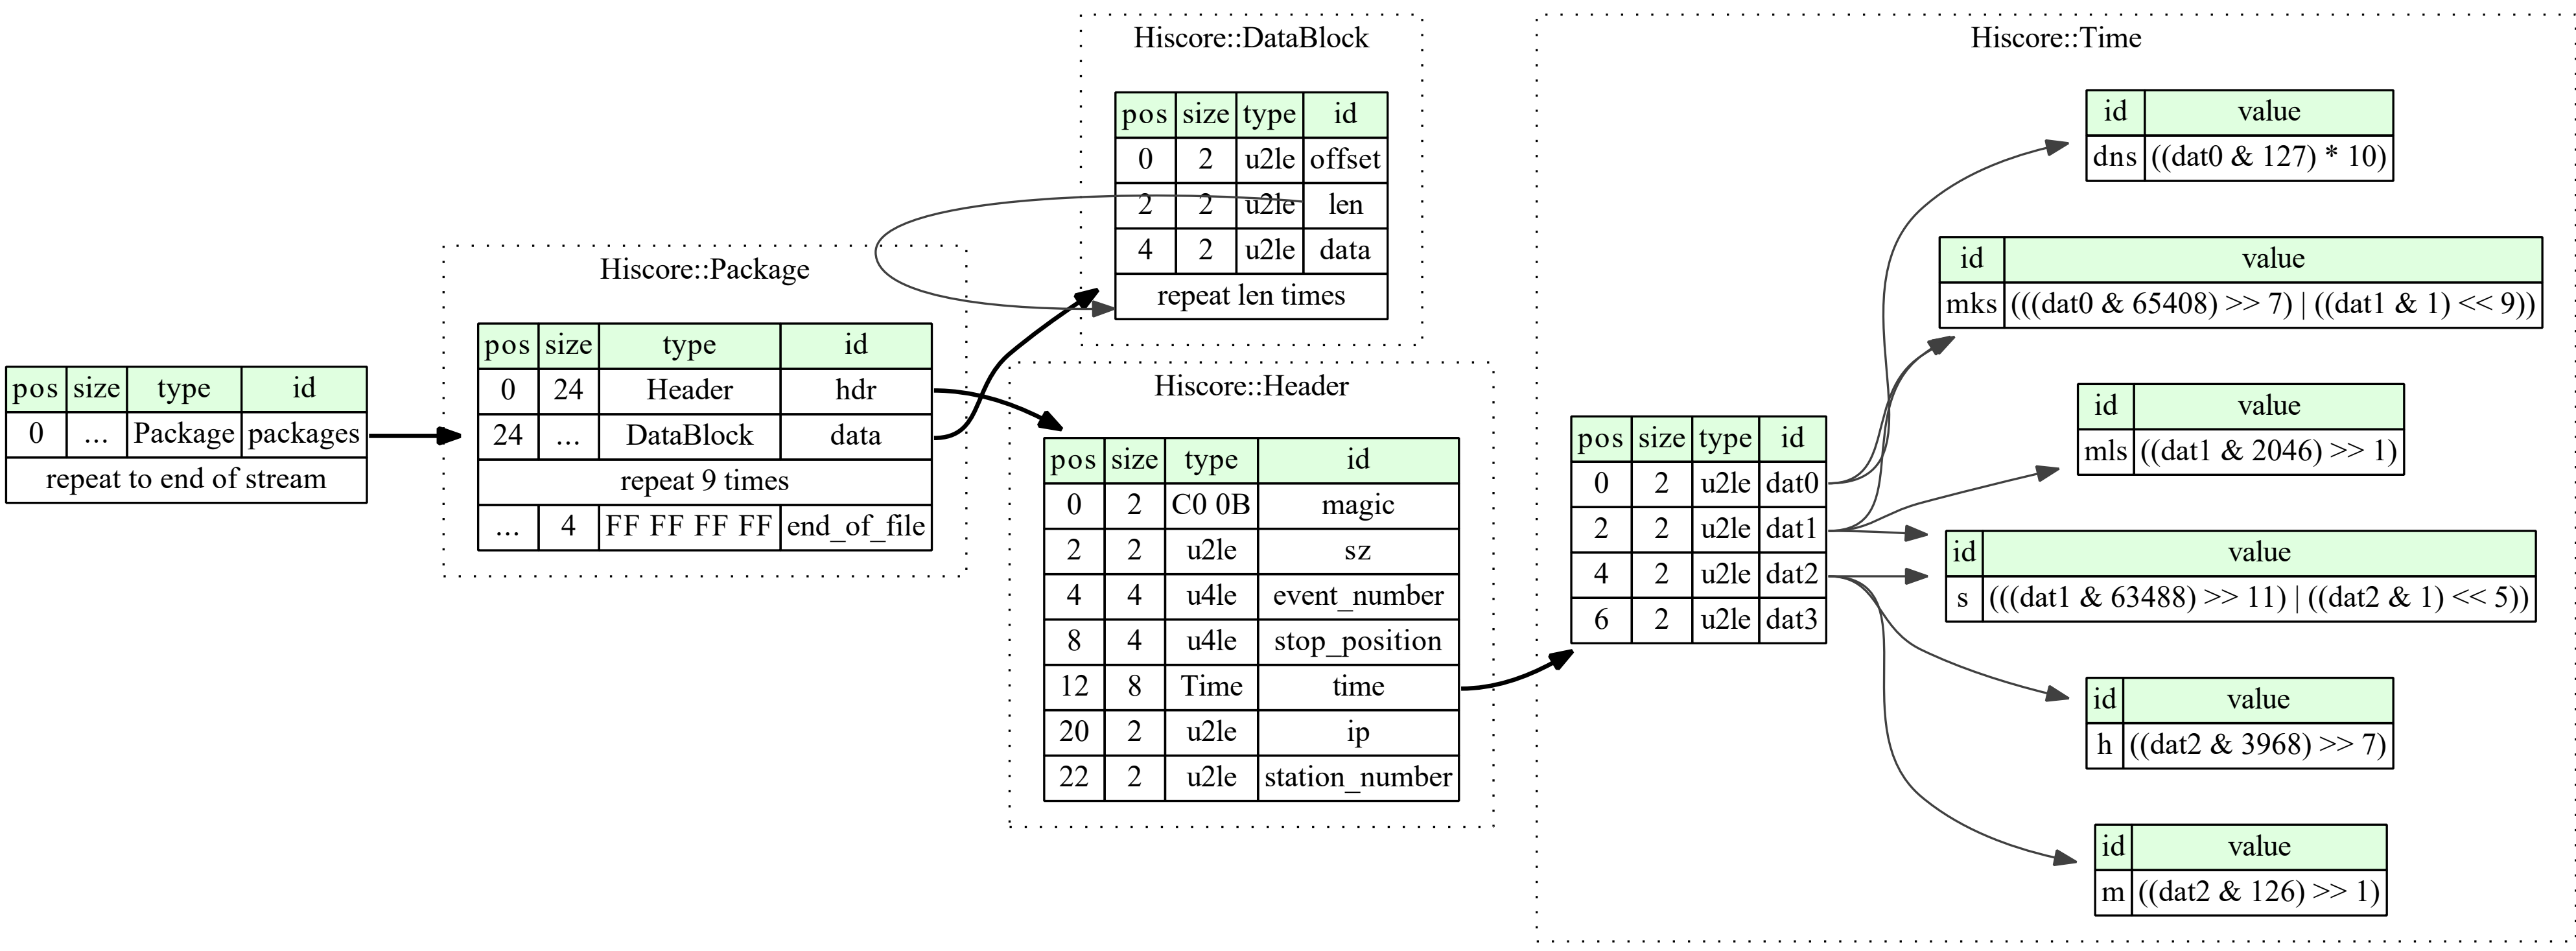 pos size type id
0 ... Package packages
repeat to end of stream
Hiscore::Package
pos size type id
0 24 Header hdr
24 ... DataBlock data
repeat 9 times
... 4 FF FF FF FF end_of_file
Hiscore::DataBlock
pos size type id
0 2 u2le offset
2 2 u2le len
4 2 u2le data
repeat len times
Hiscore::Header
pos size type id
0 2 C0 0B magic
2 2 u2le sz
4 4 u4le event_number
8 4 u4le stop_position
12 8 Time time
20 2 u2le ip
22 2 u2le station_number
Hiscore::Time
pos size type id
0 2 u2le dat0
2 2 u2le dat1
4 2 u2le dat2
6 2 u2le dat3
id value
dns ((dat0 & 127) * 10)
id value
mks (((dat0 & 65408) >> 7) | ((dat1 & 1) << 9))
id value
mls ((dat1 & 2046) >> 1)
id value
s (((dat1 & 63488) >> 11) | ((dat2 & 1) << 5))
id value
h ((dat2 & 3968) >> 7)
id value
m ((dat2 & 126) >> 1)